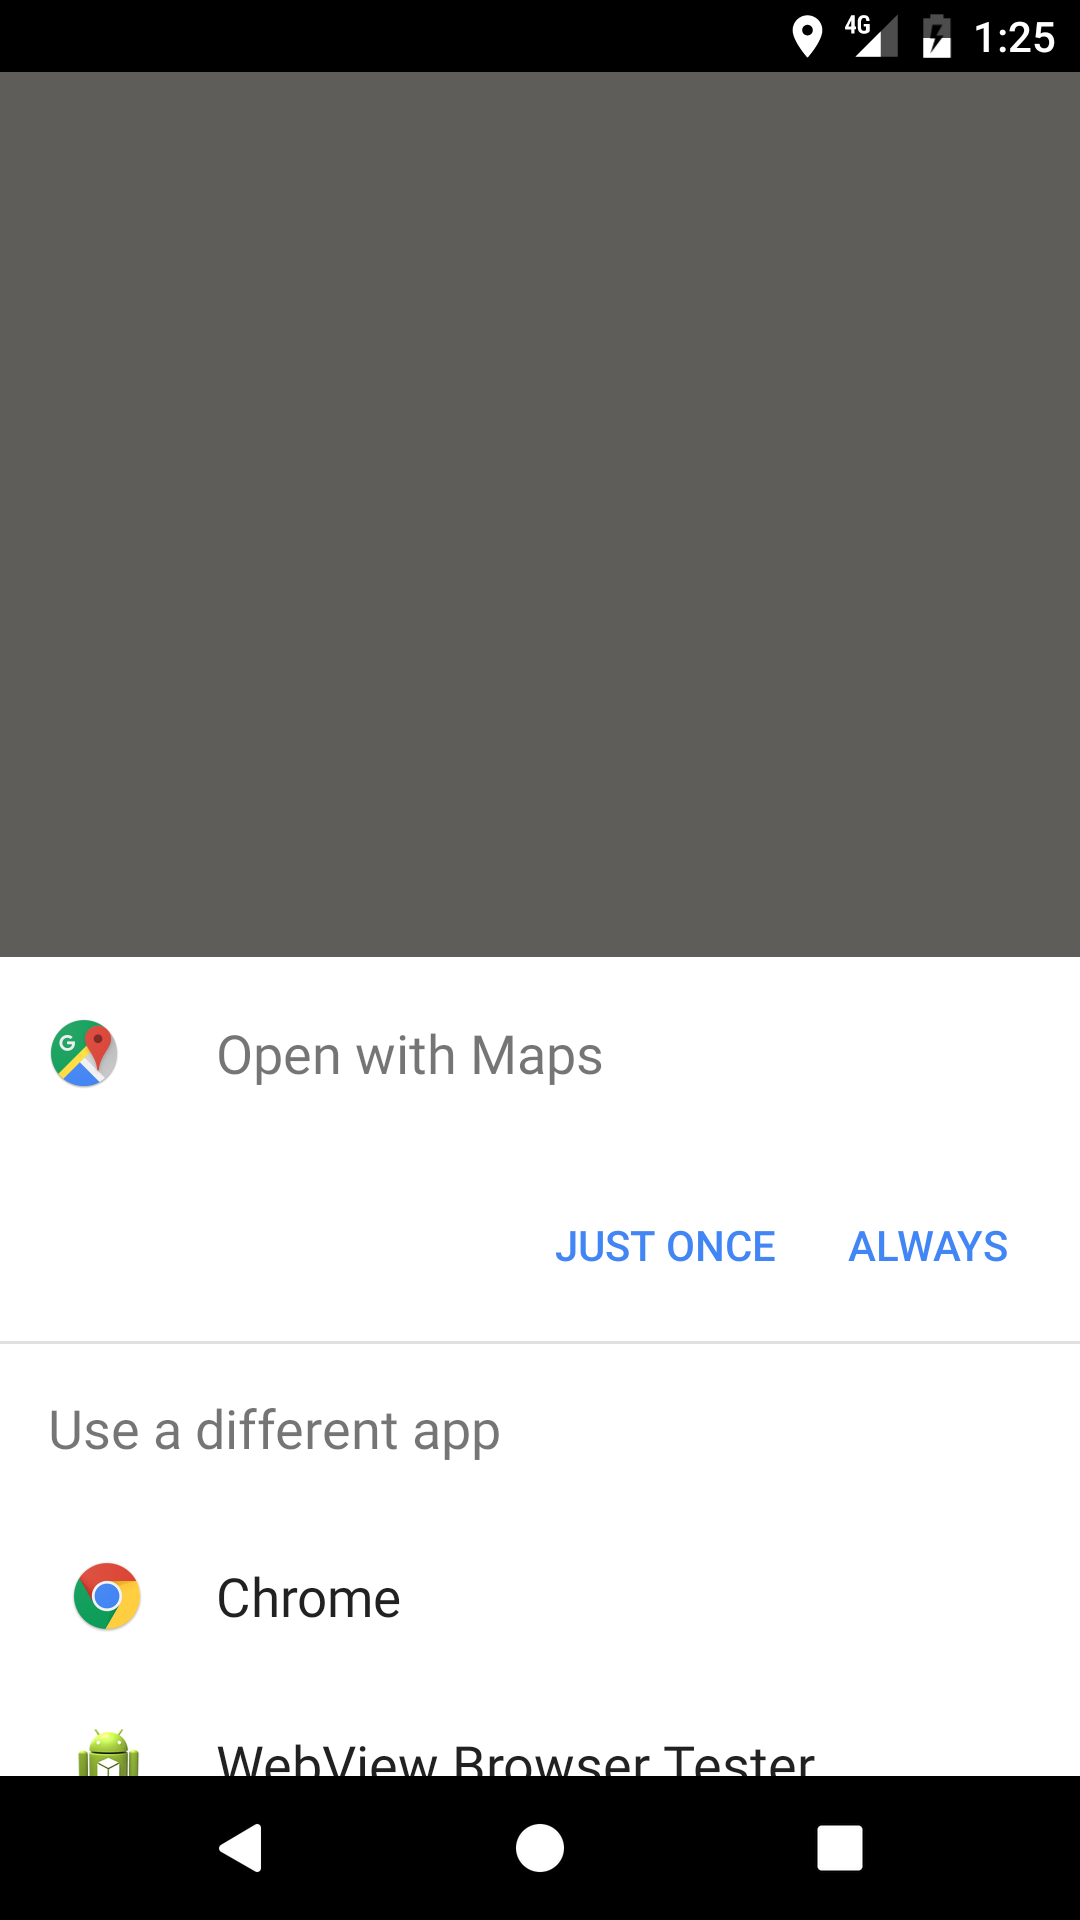 4G 1:25
Open with Maps
JUST ONCE ALWAYS
Use a different app
Chrome
WebView Browser Tester